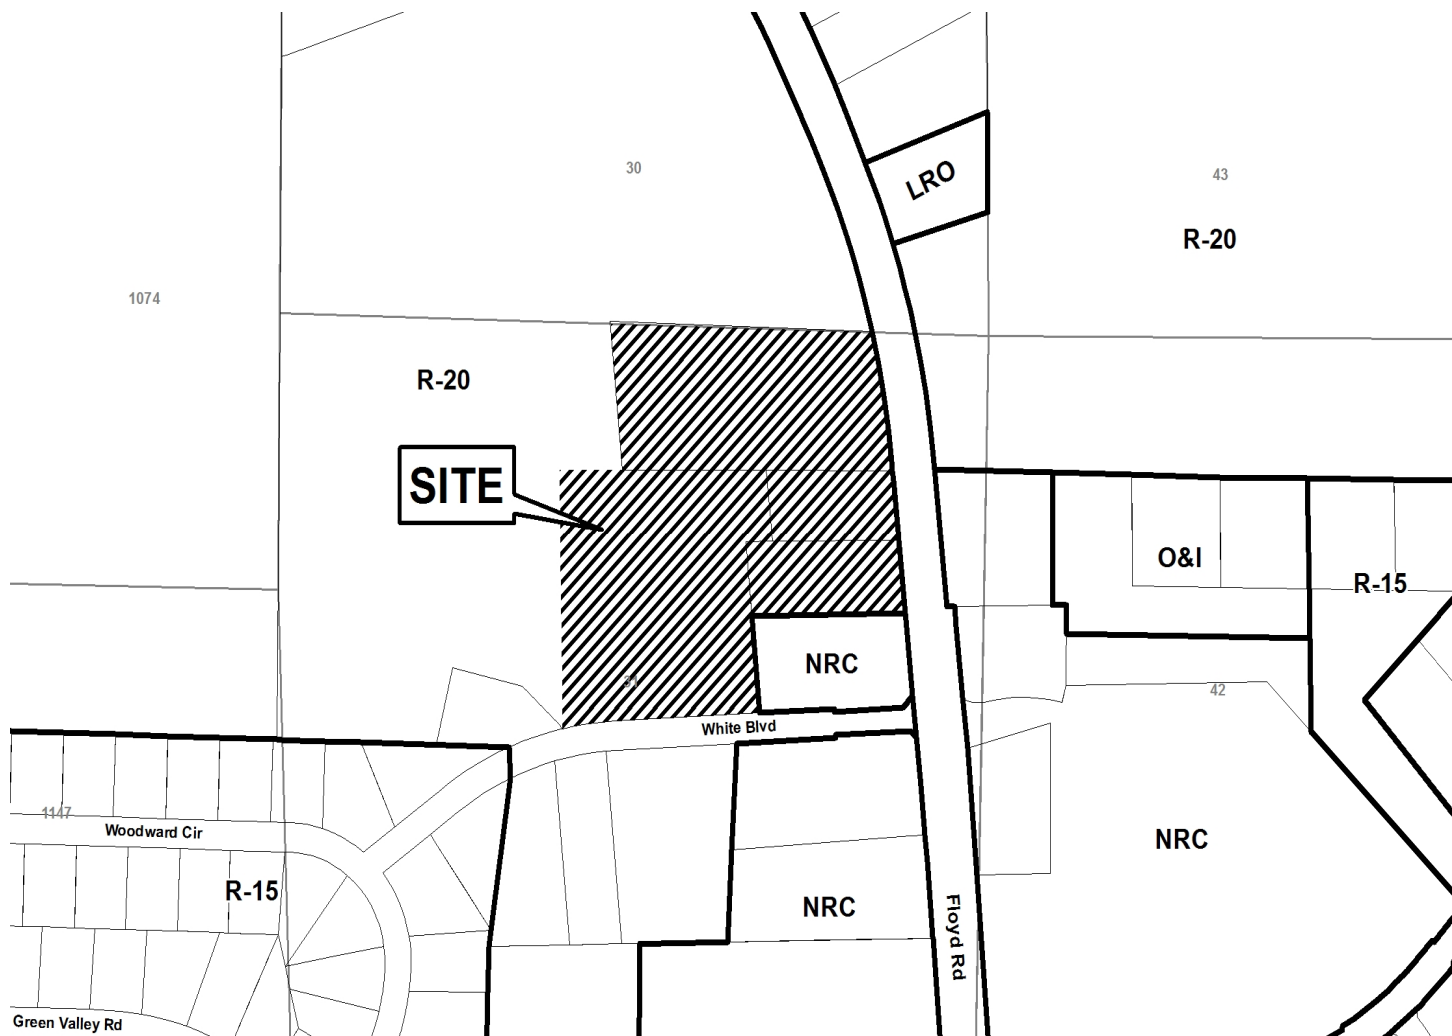 30
LRO
43
R-20
1074
R-20
SITE
O&I
R-15
NRC
31
42
White Blvd
1147
Woodward Cir
NRC
R-15
NRC
Floyd Rd
Green Valley Rd